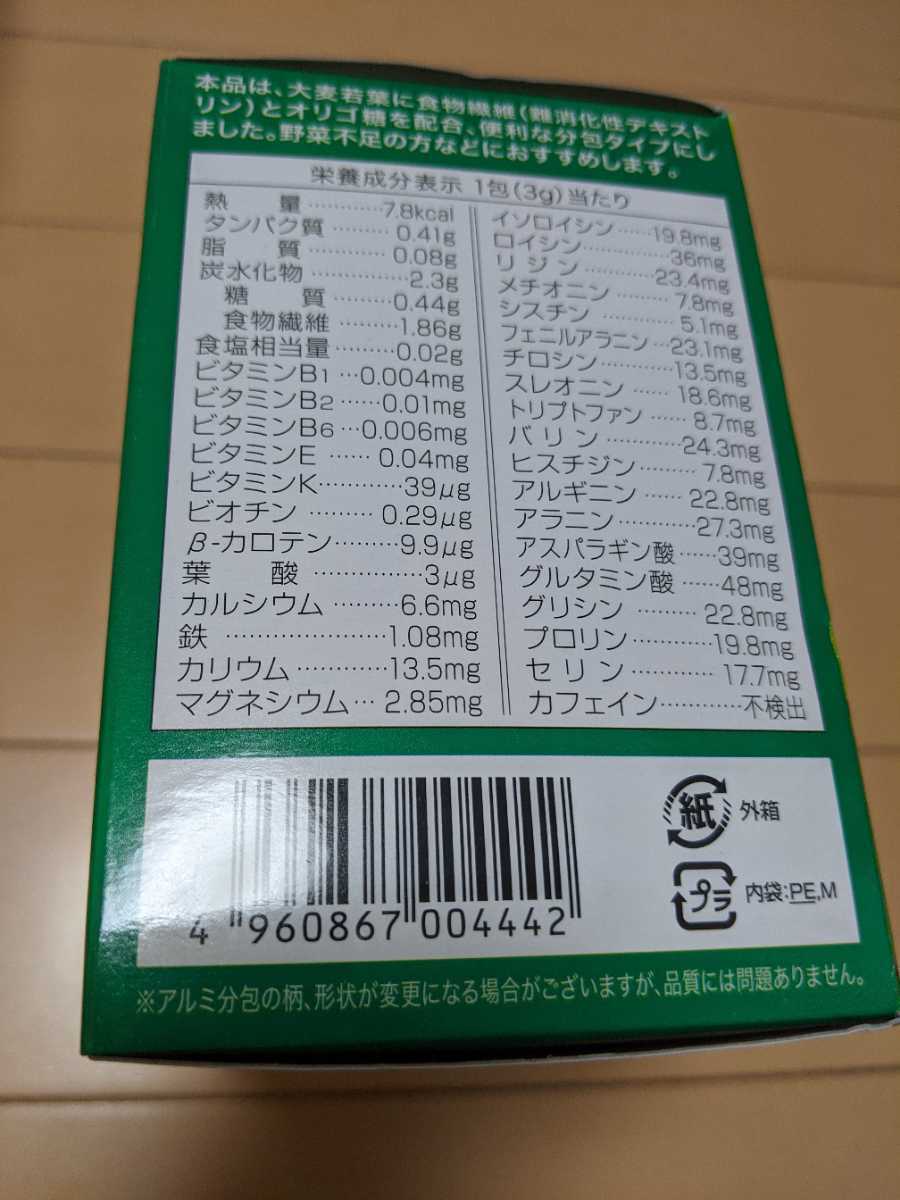 本品は、大麦若葉に食物繊維(難消化性デキスト
リン)とオリゴ糖を配合、便利な分包タイプにし
ました。野菜不足の方などにおすすめします。
栄養成分表示 1包(3g)当たり
熱量…………7.8kcal
タンパク質………0.41g
脂質…………0.08g
炭水化物…………2.3g
糖質………0.44g
食物繊維………1.86g
食塩相当量………0.02g
ビタミンB1…0.004mg
ビタミンB2……0.01mg
ビタミンB6…0.006mg
ビタミンE……0.04mg
ビタミンK…………39μg
ビオチン………0.29μg
β-カロテン………9.9μg
葉酸……………3μg
カルシウム………6.6mg
鉄…………………1.08mg
カリウム…………13.5mg
マグネシウム…2.85mg
イソロイシン……19.8mg
ロイシン…………36mg
リジン…………23.4mg
メチオニン………7.8mg
シスチン…………5.1mg
フェニルアラニン…23.1mg
チロシン…………13.5mg
スレオニン……18.6mg
トリプトファン……8.7mg
バリン…………24.3mg
ヒスチジン………7.8mg
アルギニン……22.8mg
アラニン…………27.3mg
アスパラギン酸……39mg
グルタミン酸……48mg
グリシン………22.8mg
プロリン…………19.8mg
セリン…………17.7mg
カフェイン…………不検出
紙 外箱
プラ 内袋:PE,M
4 960867 004442
※アルミ分包の柄、形状が変更になる場合がございますが、品質には問題ありません。